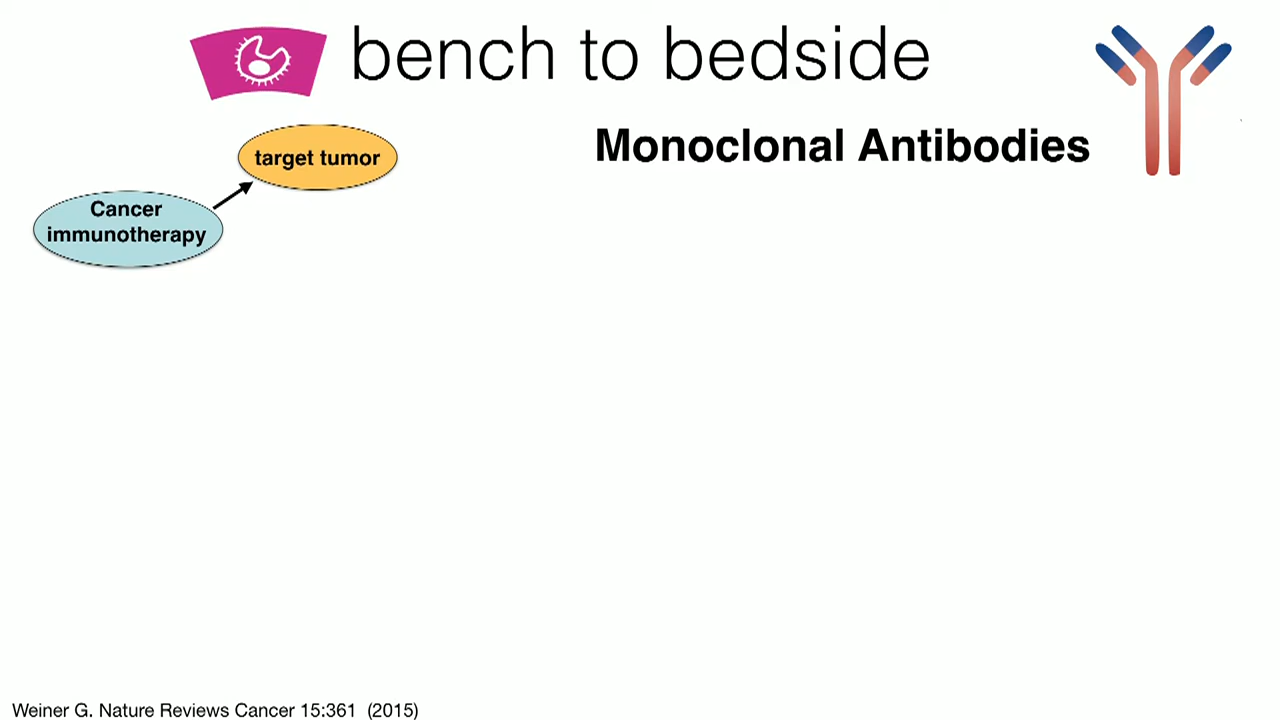 bench to bedside
Monoclonal Antibodies
target tumor
Cancer
immunotherapy
Weiner G. Nature Reviews Cancer 15:361 (2015)